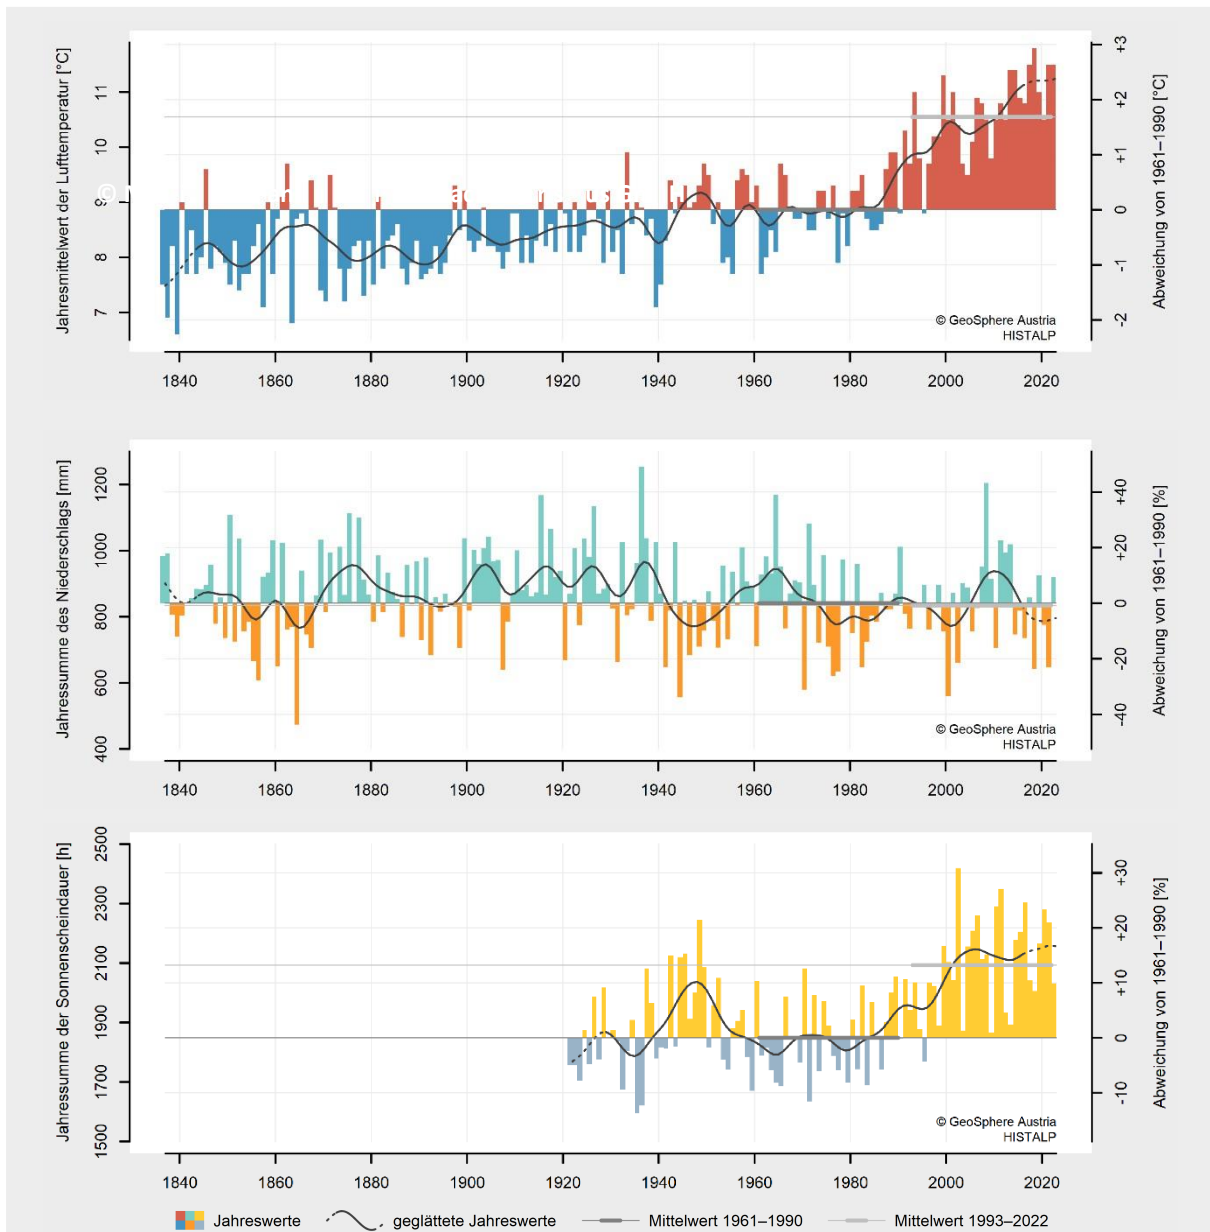 Jahresmittelwert der Lufttemperatur [°C]
11
10
9
8
7
+3
+2
+1
0
-1
-2
Abweichung von 1961–1990 [°C]
©
© GeoSphere Austria
HISTALP
1840 1860 1880 1900 1920 1940 1960 1980 2000 2020
Jahressumme des Niederschlags [mm]
1200
1000
800
600
400
+40
+20
0
-20
-40
Abweichung von 1961–1990 [%]
© GeoSphere Austria
HISTALP
1840 1860 1880 1900 1920 1940 1960 1980 2000 2020
Jahressumme der Sonnenscheindauer [h]
2500
2300
2100
1900
1700
1500
+30
+20
+10
0
-10
Abweichung von 1961–1990 [%]
© GeoSphere Austria
HISTALP
1840 1860 1880 1900 1920 1940 1960 1980 2000 2020
Jahreswerte geglättete Jahreswerte Mittelwert 1961–1990 Mittelwert 1993–2022